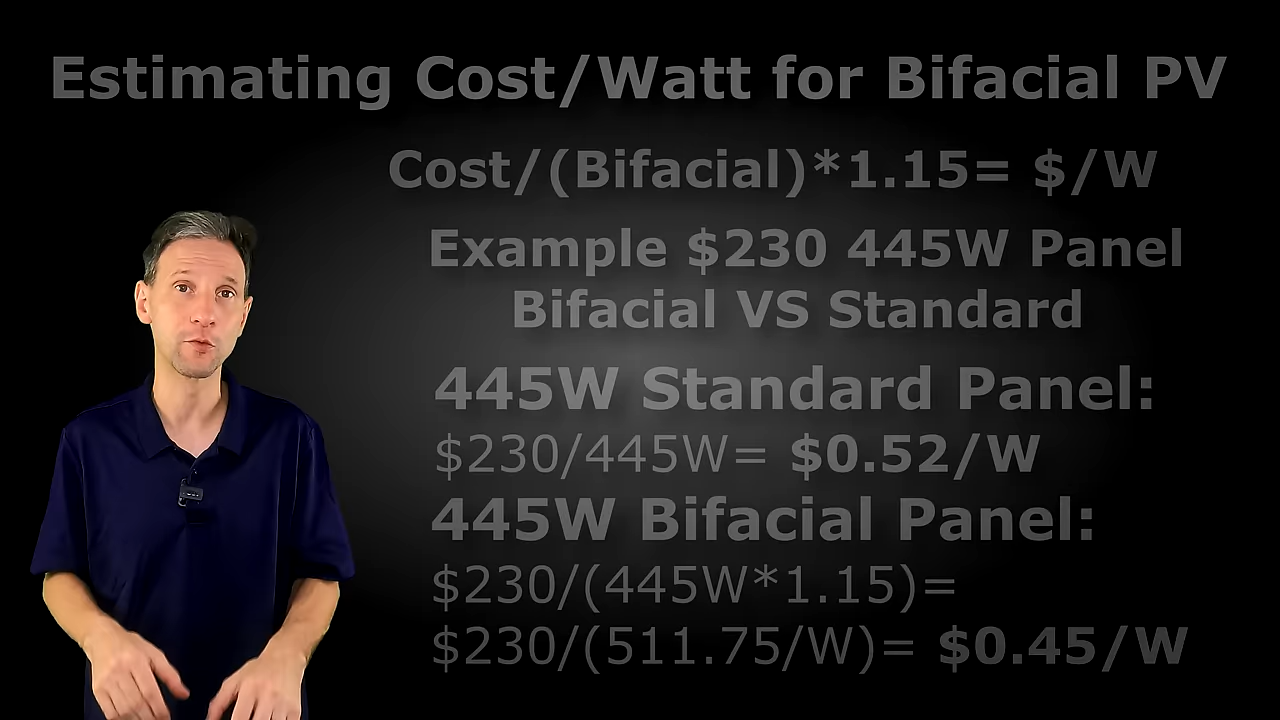 Estimating Cost/Watt for Bifacial PV
Cost/(Bifacial)*1.15= $/W
Example $230 445W Panel
Bifacial VS Standard
445W Standard Panel:
$230/445W= $0.52/W
445W Bifacial Panel:
$230/(445W*1.15)=
$230/(511.75/W)= $0.45/W